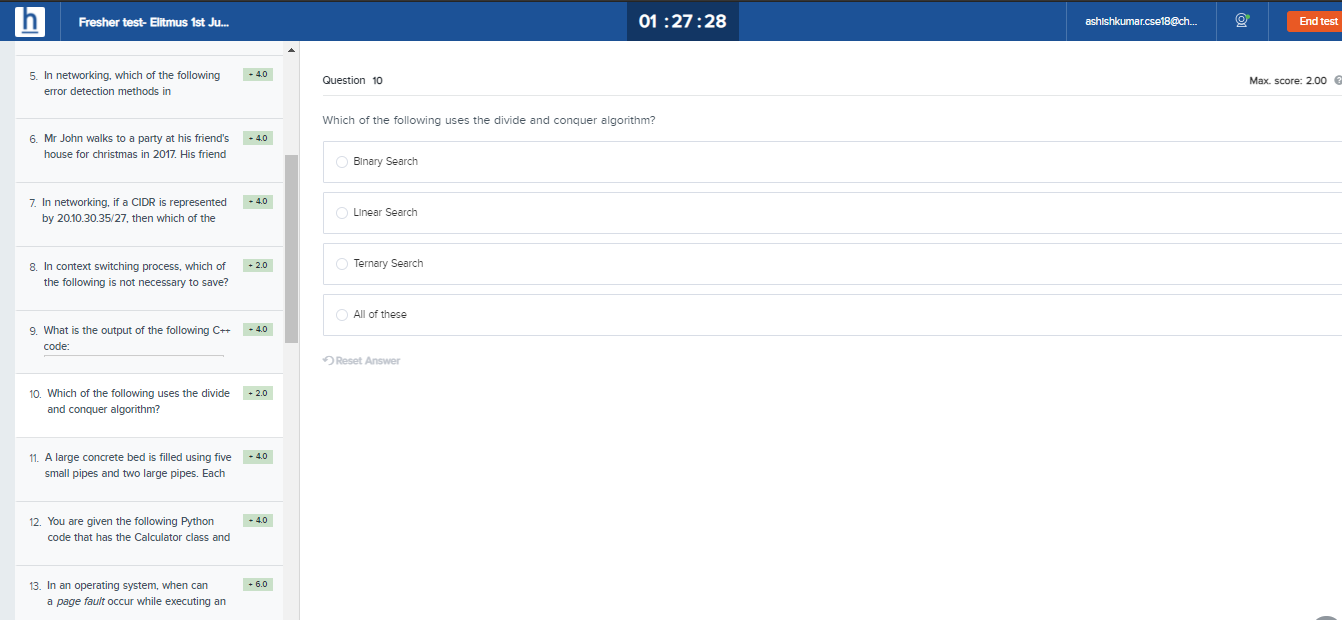 h
Fresher test- Elitmus 1st Ju...
01 : 27 : 28
ashishkumar.cse18@ch...
End test
5. In networking, which of the following
error detection methods in
+ 4.0
6. Mr John walks to a party at his friend's
house for christmas in 2017. His friend
+ 4.0
7. In networking, if a CIDR is represented
by 20.10.30.35/27, then which of the
+ 4.0
8. In context switching process, which of
the following is not necessary to save?
+ 2.0
9. What is the output of the following C++
code:
+ 4.0
10. Which of the following uses the divide
and conquer algorithm?
+ 2.0
11. A large concrete bed is filled using five
small pipes and two large pipes. Each
+ 4.0
12. You are given the following Python
code that has the Calculator class and
+ 4.0
13. In an operating system, when can
a page fault occur while executing an
+ 6.0
Question 10
Max. score: 2.00
Which of the following uses the divide and conquer algorithm?
Binary Search
Linear Search
Ternary Search
All of these
Reset Answer